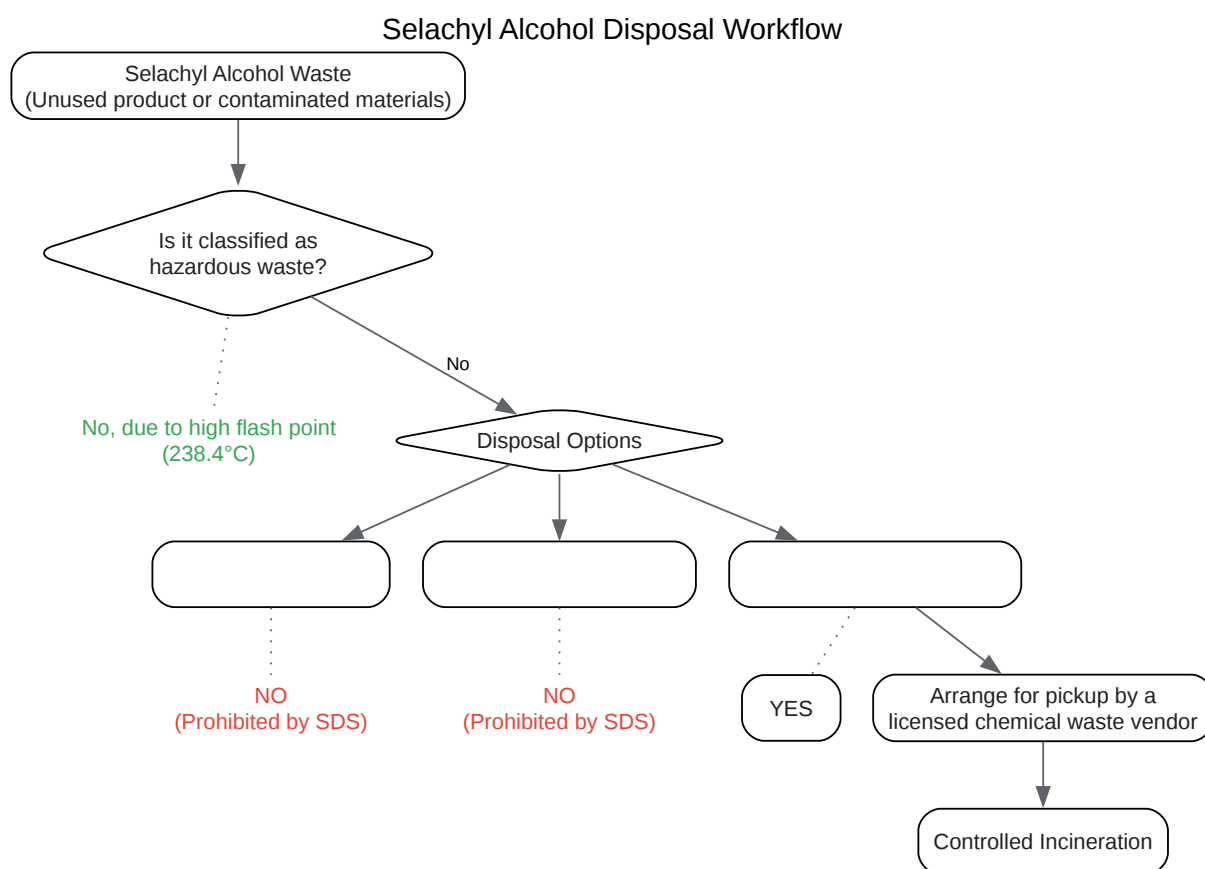 Selachyl Alcohol Disposal Workflow
Selachyl Alcohol Waste
(Unused product or contaminated materials)
Is it classified as
hazardous waste?
No
No, due to high flash point
(238.4°C)
Disposal Options
NO
(Prohibited by SDS)
NO
(Prohibited by SDS)
YES
Arrange for pickup by a
licensed chemical waste vendor
Controlled Incineration